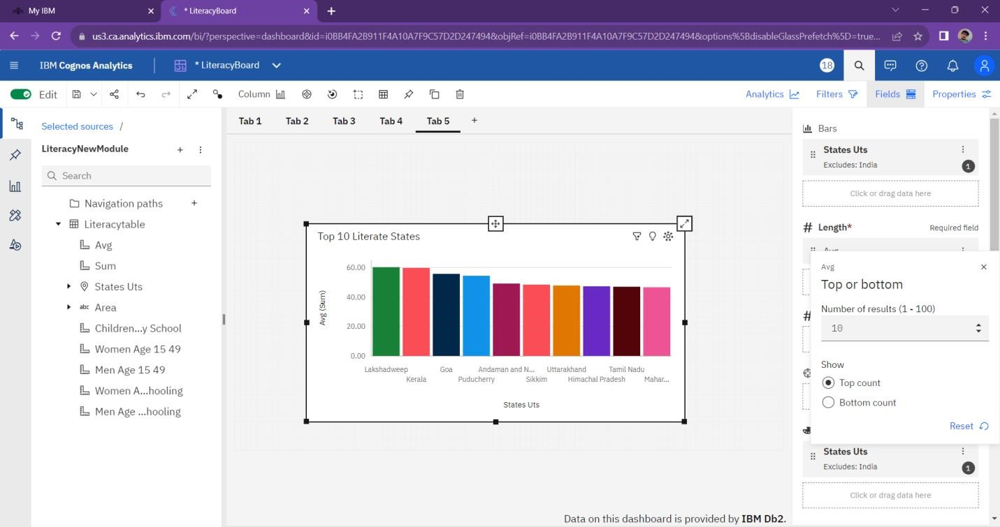 My IBM
* LiteracyBoard
us3.ca.analytics.ibm.com/bi/?perspective=dashboard&id=i0BB4FA2B911F4A10A7F9C57D2D247494&objRef=i0BB4FA2B911F4A10A7F9C57D2D247494&options%5BdisableGlassPrefetch%5D=true...
IBM Cognos Analytics
* LiteracyBoard
18
Edit
Column
Analytics
Filters
Fields
Properties
Selected sources /
LiteracyNewModule
Search
Navigation paths
Literacytable
Avg
Sum
States Uts
abc Area
Children...y School
Women Age 15 49
Men Age 15 49
Women A...hooling
Men Age ...hooling
Tab 1 Tab 2 Tab 3 Tab 4 Tab 5 +
Top 10 Literate States
Avg (Sum)
60.00
40.00
20.00
0.00
Lakshadweep Goa Andaman and N... Uttarakhand Tamil Nadu
Kerala Puducherry Sikkim Himachal Pradesh Mahar...
States Uts
Data on this dashboard is provided by IBM Db2.
Bars
States Uts
Excludes: India
1
Click or drag data here
# Length*
Required field
Avg
Top or bottom
Number of results (1 - 100)
10
Show
Top count
Bottom count
Reset
States Uts
Excludes: India
1
Click or drag data here